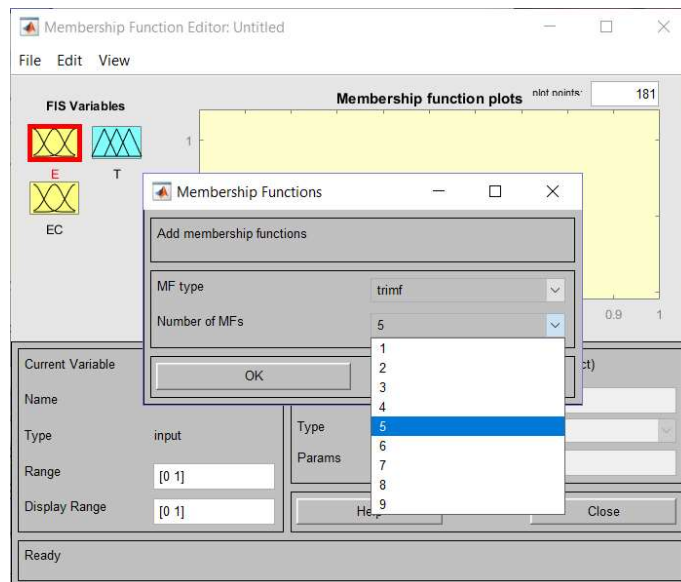 Membership Function Editor: Untitled
File Edit View
FIS Variables
Membership function plots
plot points:
181
1
E
T
EC
0.9
1
Membership Functions
Add membership functions
MF type
trimf
Number of MFs
5
OK
1
2
3
4
5
6
7
8
9
Current Variable
Name
Type
input
Range
[0 1]
Display Range
[0 1]
ct)
Type
Params
Close
Ready